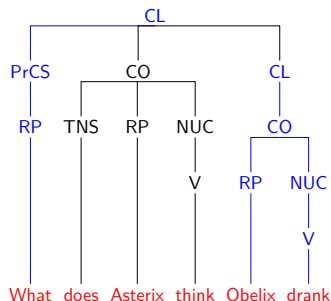 CL
PrCS CO CL
RP TNS RP NUC CO
V RP NUC
V
What does Asterix think Obelix drank